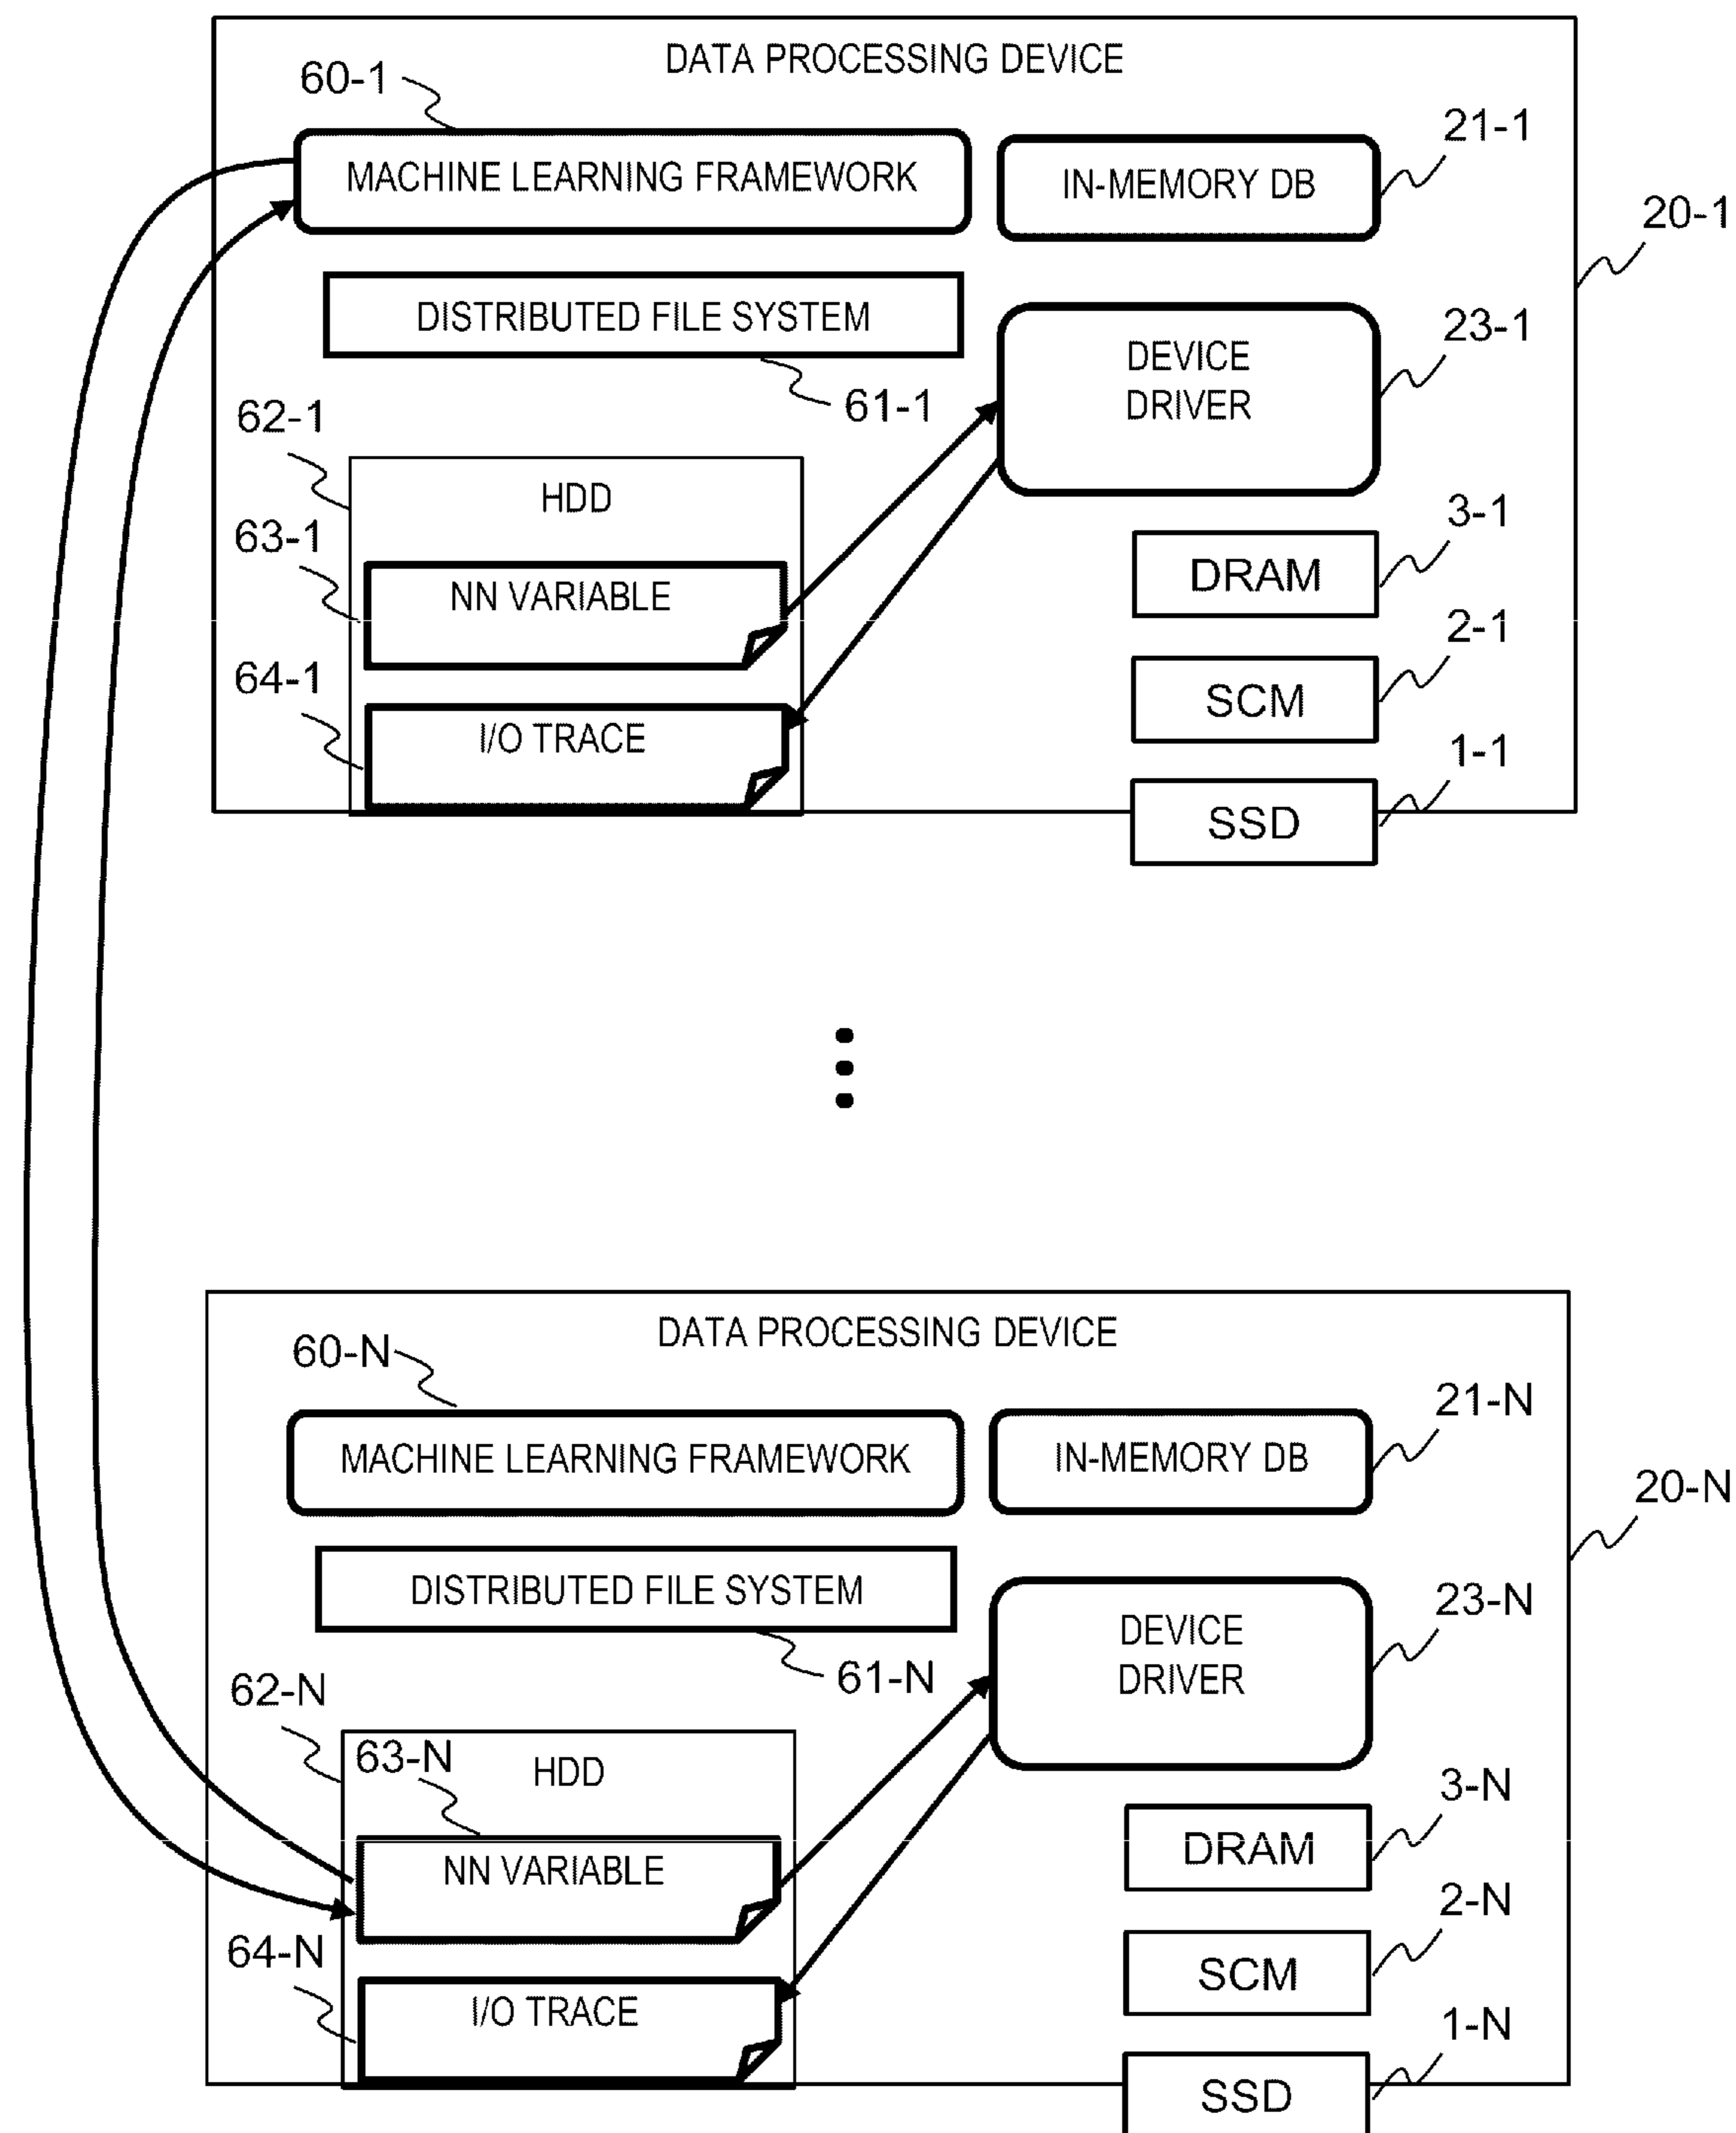 DATA PROCESSING DEVICE
60-1
21-1
MACHINE LEARNING FRAMEWORK
IN-MEMORY DB
20-1
DISTRIBUTED FILE SYSTEM
23-1
DEVICE
DRIVER
61-1
62-1
HDD
3-1
63-1
DRAM
NN VARIABLE
2-1
64-1
SCM
I/O TRACE
1-1
SSD
DATA PROCESSING DEVICE
60-N
21-N
MACHINE LEARNING FRAMEWORK
IN-MEMORY DB
20-N
DISTRIBUTED FILE SYSTEM
23-N
DEVICE
DRIVER
61-N
62-N
63-N
HDD
3-N
DRAM
NN VARIABLE
2-N
64-N
SCM
I/O TRACE
1-N
SSD